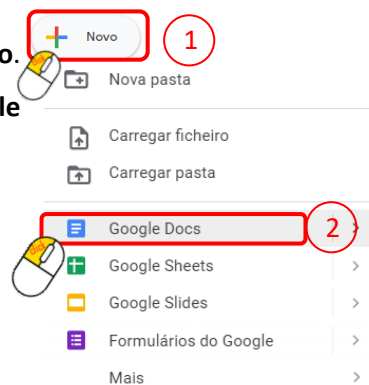 Novo
1
o.
Nova pasta
le
Carregar ficheiro
Carregar pasta
Google Docs
2
Google Sheets
Google Slides
Formulários do Google
Mais